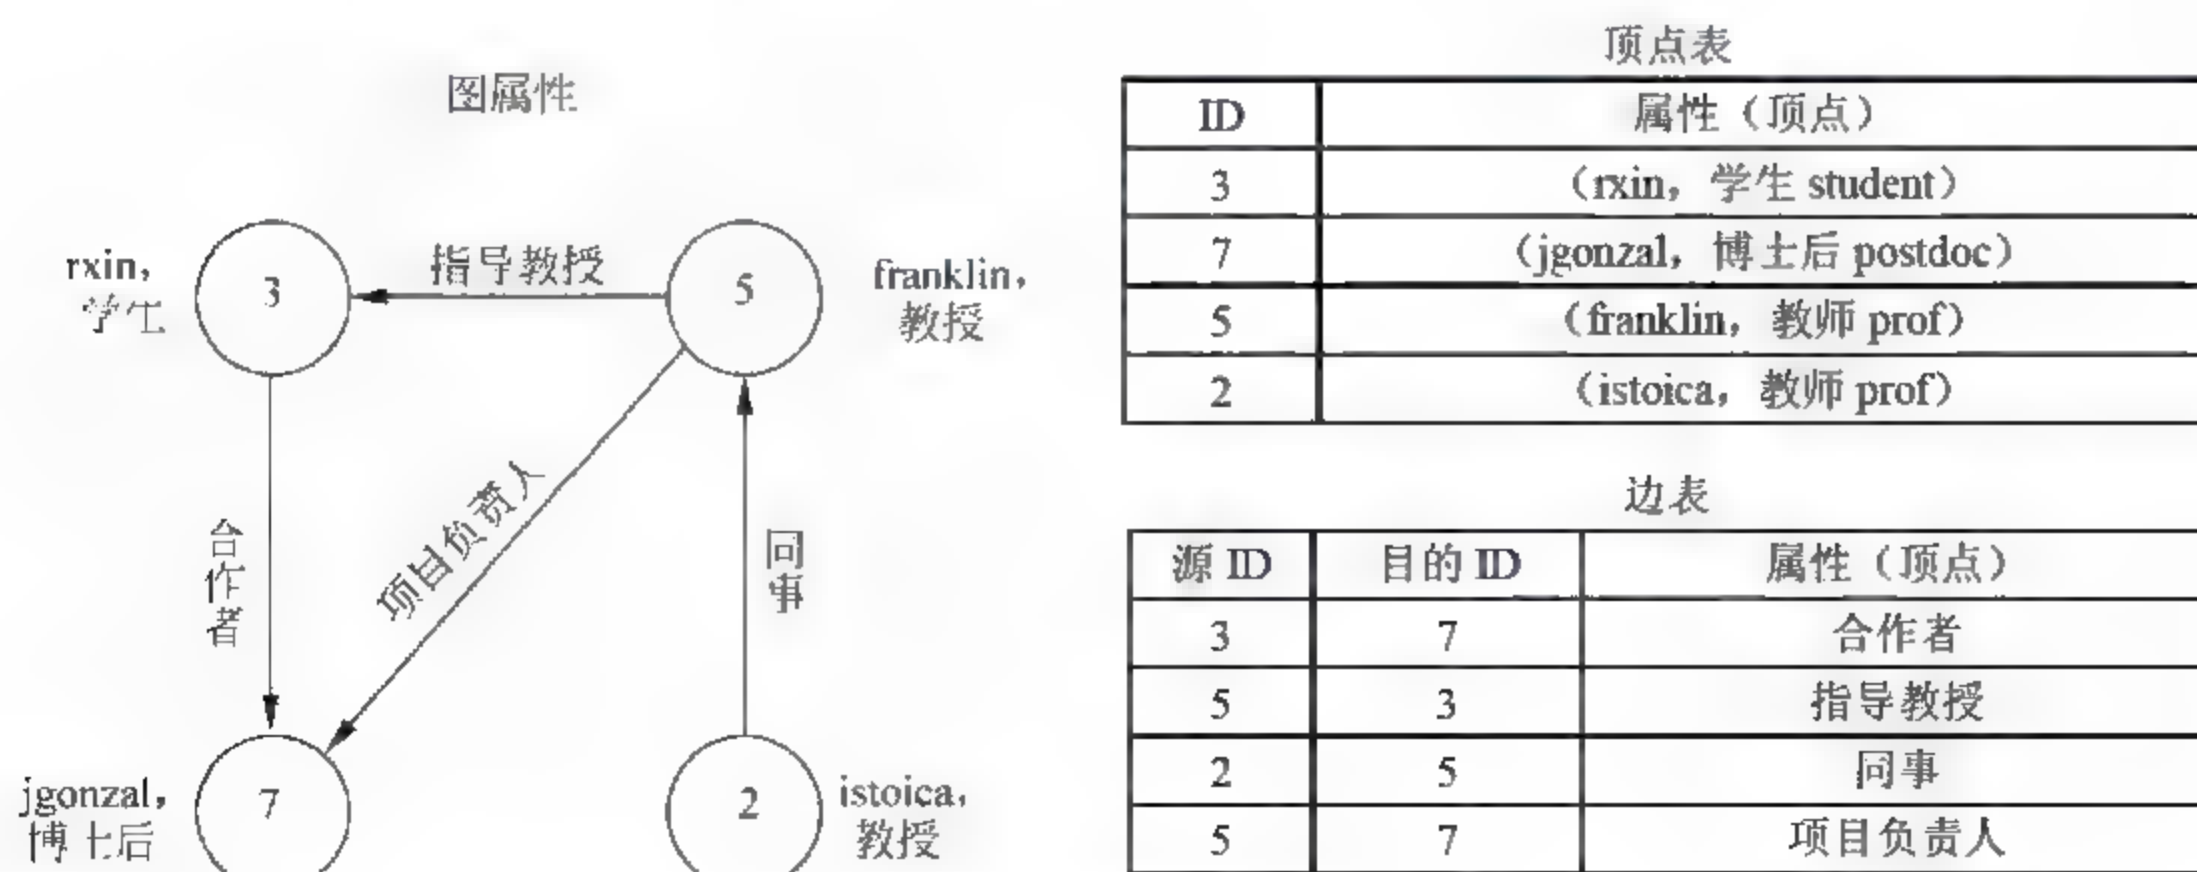 图属性
rxin,
学生
3
指导教授
5
franklin,
教授
合作者
项目负责人
同事
jgonzal,
博士后
7
2
istoica,
教授
顶点表
ID 属性（顶点）
3 （rxin，学生 student）
7 （jgonzal，博士后 postdoc）
5 （franklin，教师 prof）
2 （istoica，教师 prof）
边表
源 ID 目的 ID 属性（顶点）
3 7 合作者
5 3 指导教授
2 5 同事
5 7 项目负责人